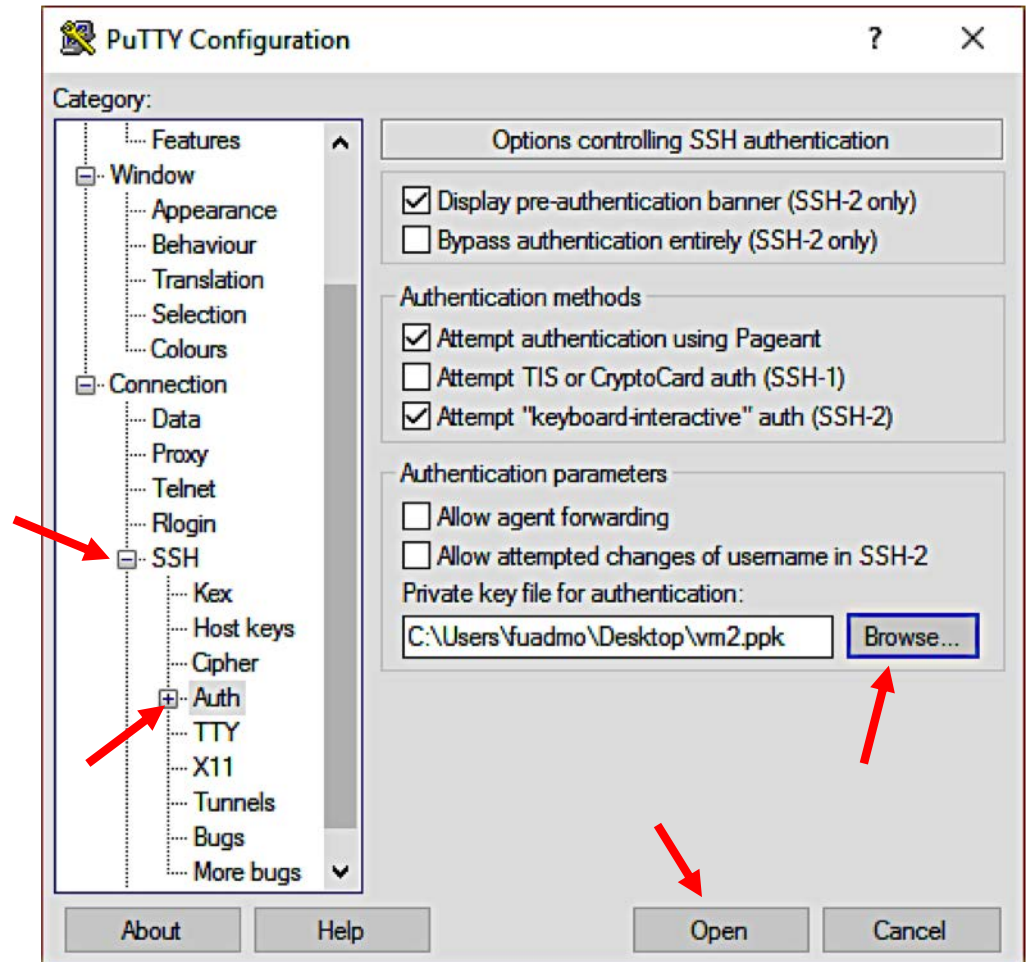 PuTTY Configuration
?
Category:
Features
Window
Appearance
Behaviour
Translation
Selection
Colours
Connection
Data
Proxy
Telnet
Rlogin
SSH
Kex
Host keys
Cipher
Auth
TTY
X11
Tunnels
Bugs
More bugs
Options controlling SSH authentication
Display pre-authentication banner (SSH-2 only)
Bypass authentication entirely (SSH-2 only)
Authentication methods
Attempt authentication using Pageant
Attempt TIS or CryptoCard auth (SSH-1)
Attempt "keyboard-interactive" auth (SSH-2)
Authentication parameters
Allow agent forwarding
Allow attempted changes of username in SSH-2
Private key file for authentication:
C:\Users\fuadmo\Desktop\vm2.ppk
Browse...
About
Help
Open
Cancel